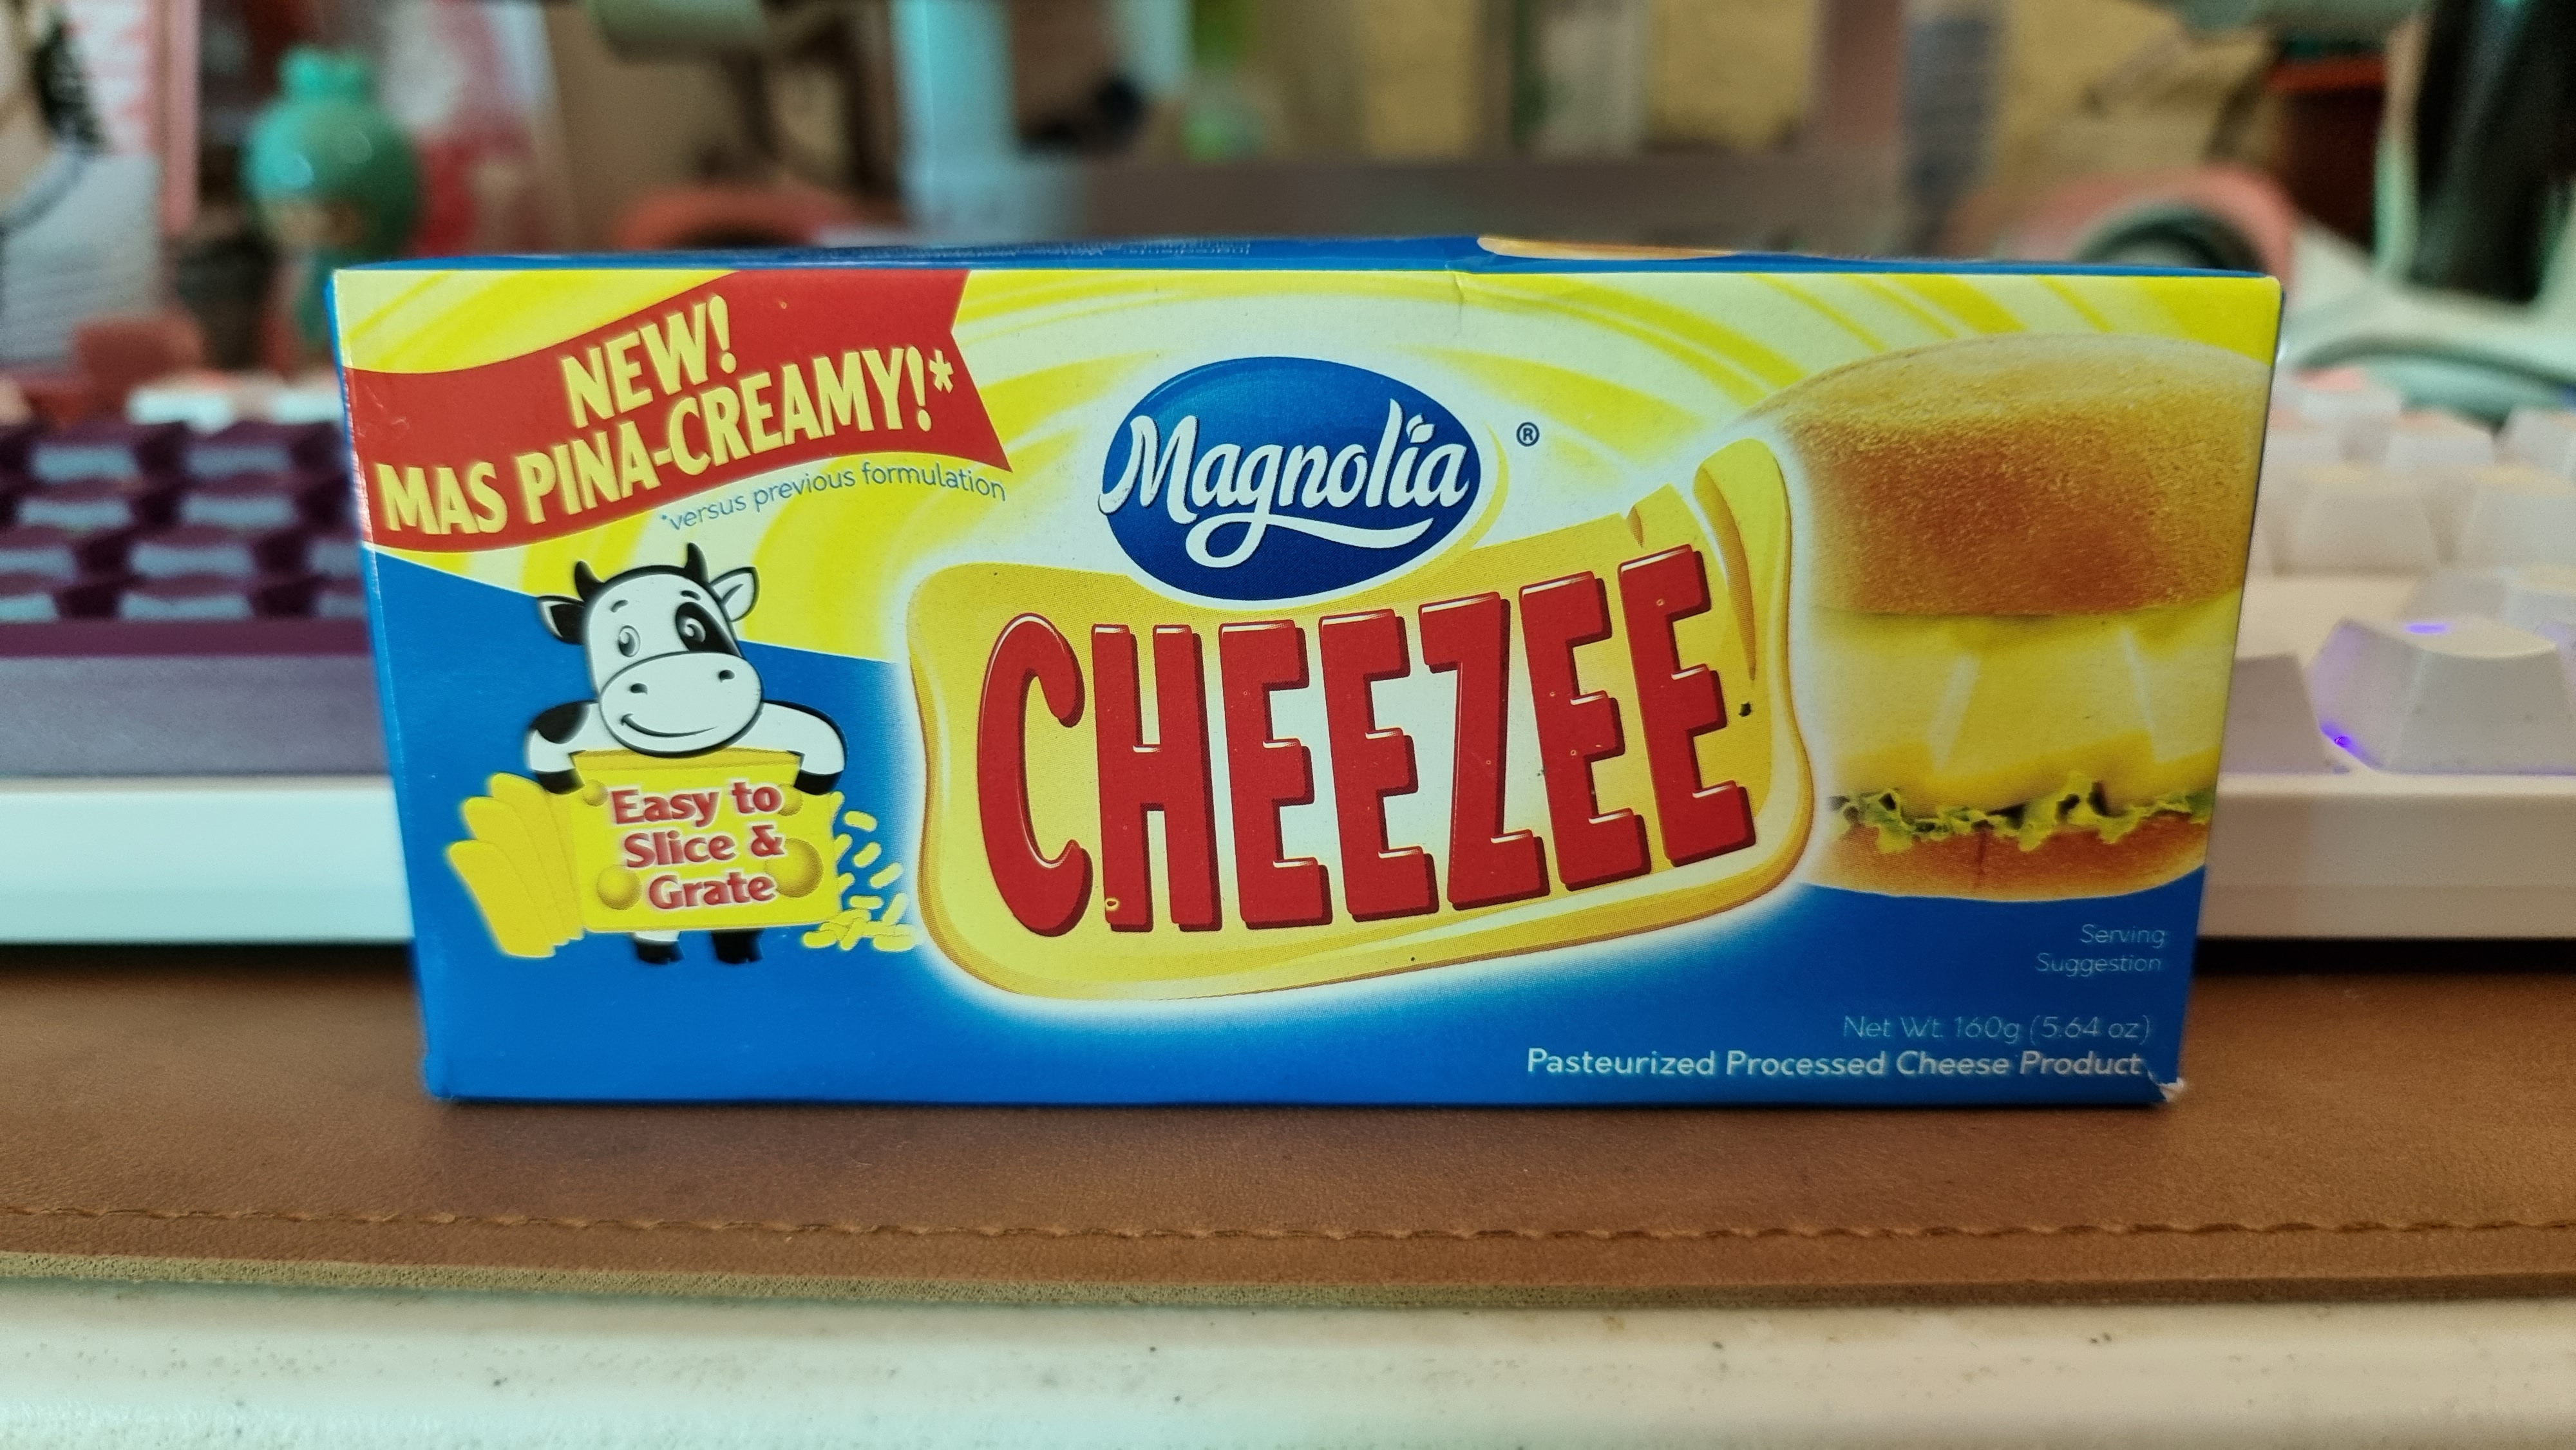 NEW!
MAS PINA-CREAMY!*
*versus previous formulation
Magnolia ®
CHEEZEE
Easy to
Slice &
Grate
Serving
Suggestion
Net Wt. 160g (5.64 oz)
Pasteurized Processed Cheese Product